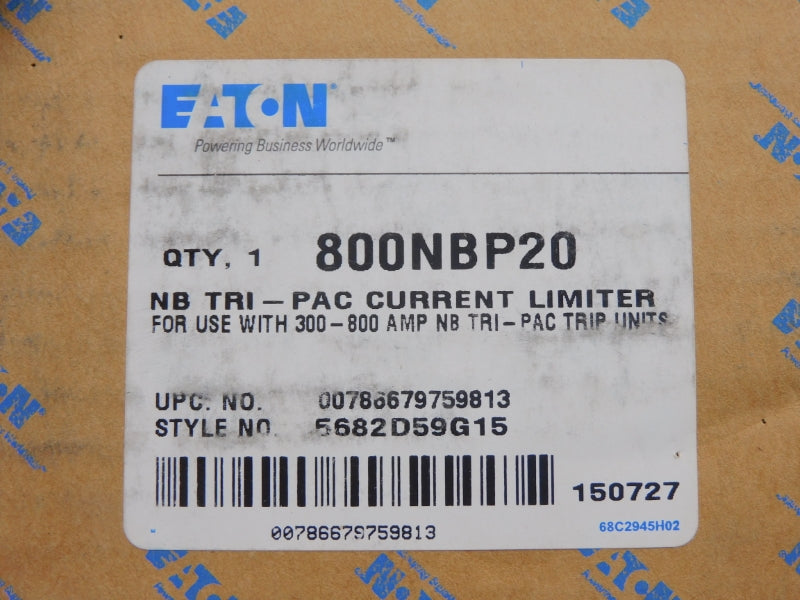 EATON
Powering Business Worldwide™
QTY. 1 800NBP20
NB TRI-PAC CURRENT LIMITER
FOR USE WITH 300-800 AMP NB TRI-PAC TRIP UNITS
UPC. NO. 00786679759813
STYLE NO. 5682D59G15
150727
00786679759813
68C2945H02